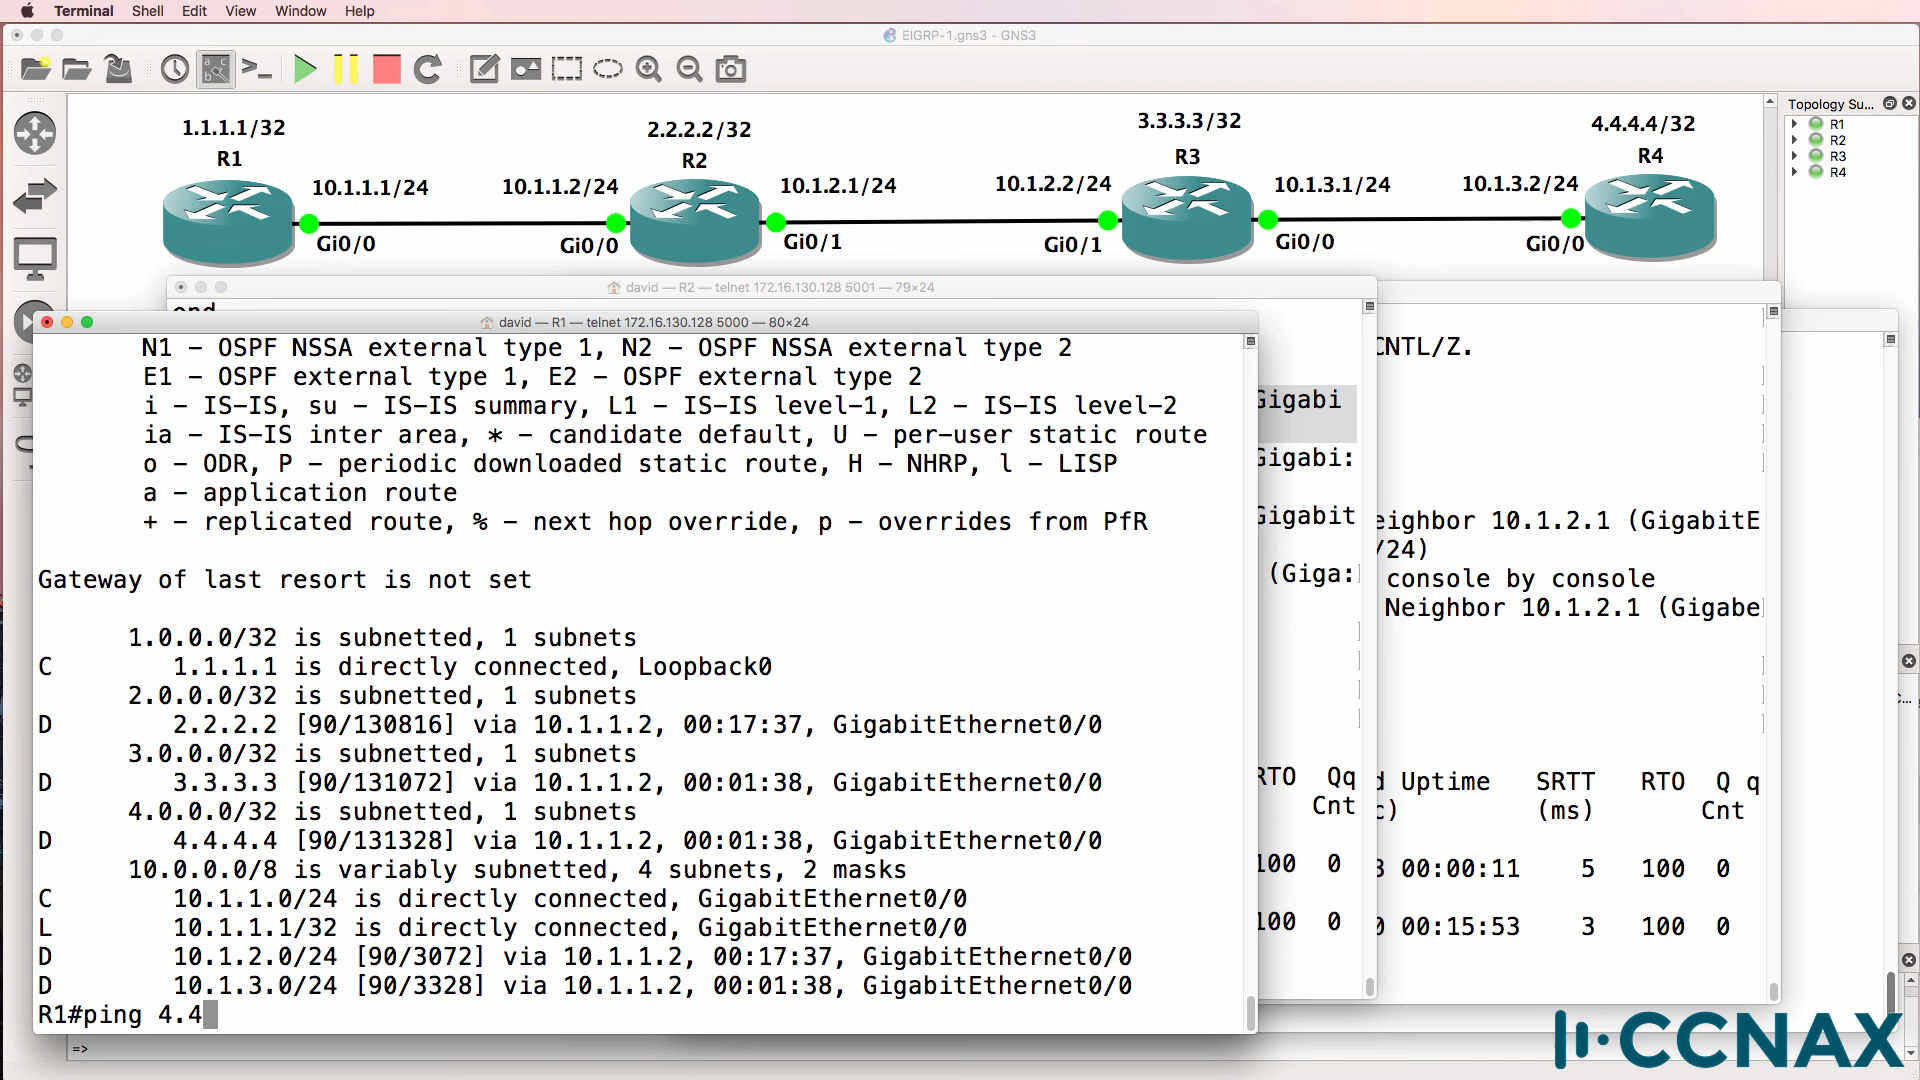 Terminal Shell Edit View Window Help
EIGRP-1.gns3 - GNS3
Topology Su...
R1
R2
R3
R4
1.1.1.1/32
R1
10.1.1.1/24
Gi0/0
2.2.2.2/32
R2
10.1.1.2/24
Gi0/0
10.1.2.1/24
Gi0/1
3.3.3.3/32
R3
10.1.2.2/24
Gi0/1
10.1.3.1/24
Gi0/0
4.4.4.4/32
R4
10.1.3.2/24
Gi0/0
david — R2 — telnet 172.16.130.128 5001 — 79×24
david — R1 — telnet 172.16.130.128 5000 — 80×24
N1 - OSPF NSSA external type 1, N2 - OSPF NSSA external type 2
E1 - OSPF external type 1, E2 - OSPF external type 2
i - IS-IS, su - IS-IS summary, L1 - IS-IS level-1, L2 - IS-IS level-2
ia - IS-IS inter area, * - candidate default, U - per-user static route
o - ODR, P - periodic downloaded static route, H - NHRP, l - LISP
a - application route
+ - replicated route, % - next hop override, p - overrides from PfR
Gateway of last resort is not set
1.0.0.0/32 is subnetted, 1 subnets
C 1.1.1.1 is directly connected, Loopback0
2.0.0.0/32 is subnetted, 1 subnets
D 2.2.2.2 [90/130816] via 10.1.1.2, 00:17:37, GigabitEthernet0/0
3.0.0.0/32 is subnetted, 1 subnets
D 3.3.3.3 [90/131072] via 10.1.1.2, 00:01:38, GigabitEthernet0/0
4.0.0.0/32 is subnetted, 1 subnets
D 4.4.4.4 [90/131328] via 10.1.1.2, 00:01:38, GigabitEthernet0/0
10.0.0.0/8 is variably subnetted, 4 subnets, 2 masks
C 10.1.1.0/24 is directly connected, GigabitEthernet0/0
L 10.1.1.1/32 is directly connected, GigabitEthernet0/0
D 10.1.2.0/24 [90/3072] via 10.1.1.2, 00:17:37, GigabitEthernet0/0
D 10.1.3.0/24 [90/3328] via 10.1.1.2, 00:01:38, GigabitEthernet0/0
R1#ping 4.4
=>
Gigabi
Gigabi:
Gigabit
(Giga:
RTO Qq
Cnt
100 0
100 0
CNTL/Z.
eighbor 10.1.2.1 (GigabitE
/24)
console by console
Neighbor 10.1.2.1 (Gigabe
d Uptime SRTT RTO Q q
c) (ms) Cnt
00:00:11 5 100 0
00:15:53 3 100 0
CCNAX